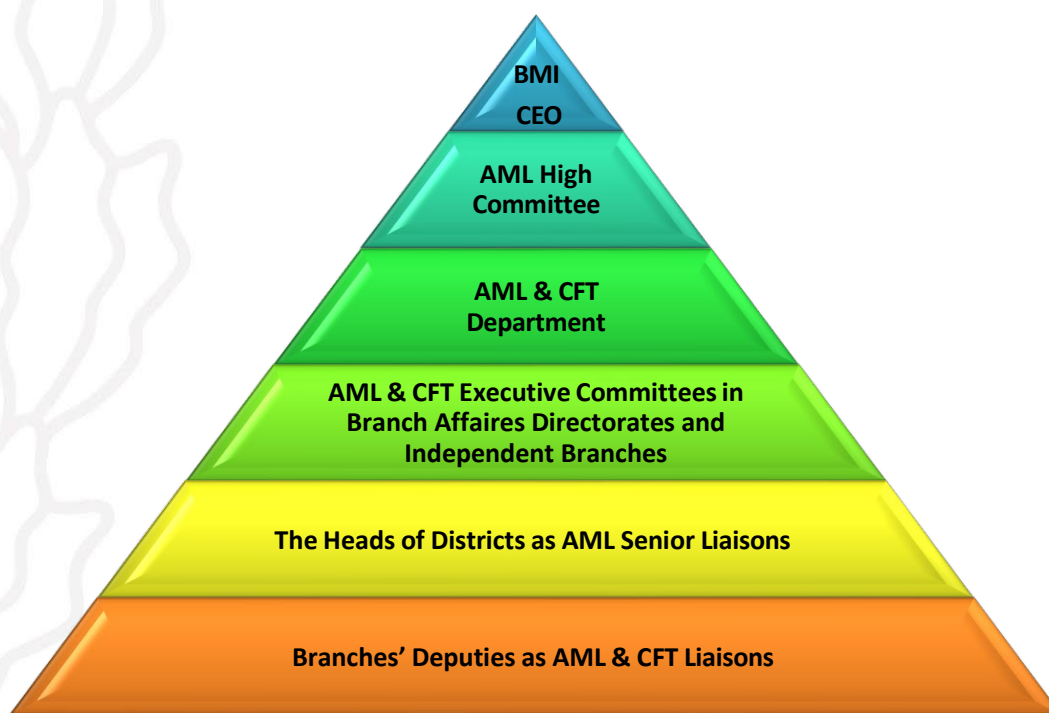 BMI
CEO
AML High
Committee
AML & CFT
Department
AML & CFT Executive Committees in
Branch Affaires Directorates and
Independent Branches
The Heads of Districts as AML Senior Liaisons
Branches’ Deputies as AML & CFT Liaisons